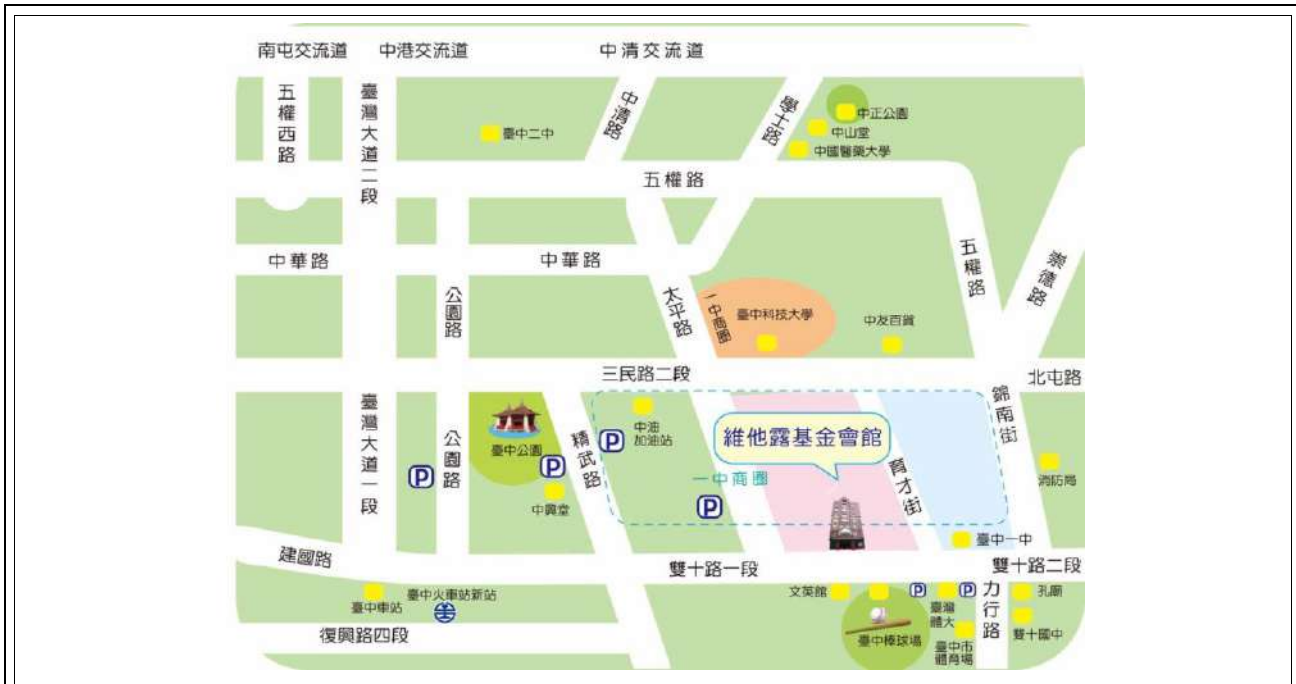 南屯交流道
中港交流道
中清交流道
五權西路
臺灣大道二段
臺中二中
中清路
學士路
中正公園
中山堂
中國醫藥大學
五權路
中華路
中華路
五權路
崇德路
公園路
太平路
一中商圈
臺中科技大學
中友百貨
三民路二段
北屯路
臺灣大道一段
公園路
臺中公園
精武路
中油
加油站
維他露基金會館
錦南街
P
P
P
中興堂
一中商圈
P
育才街
消防局
臺中一中
建國路
雙十路一段
雙十路二段
臺中車站
臺中火車站新站
文英館
P
臺灣
體大
P
力行路
孔廟
雙十國中
復興路四段
臺中棒球場
臺中市
體育場